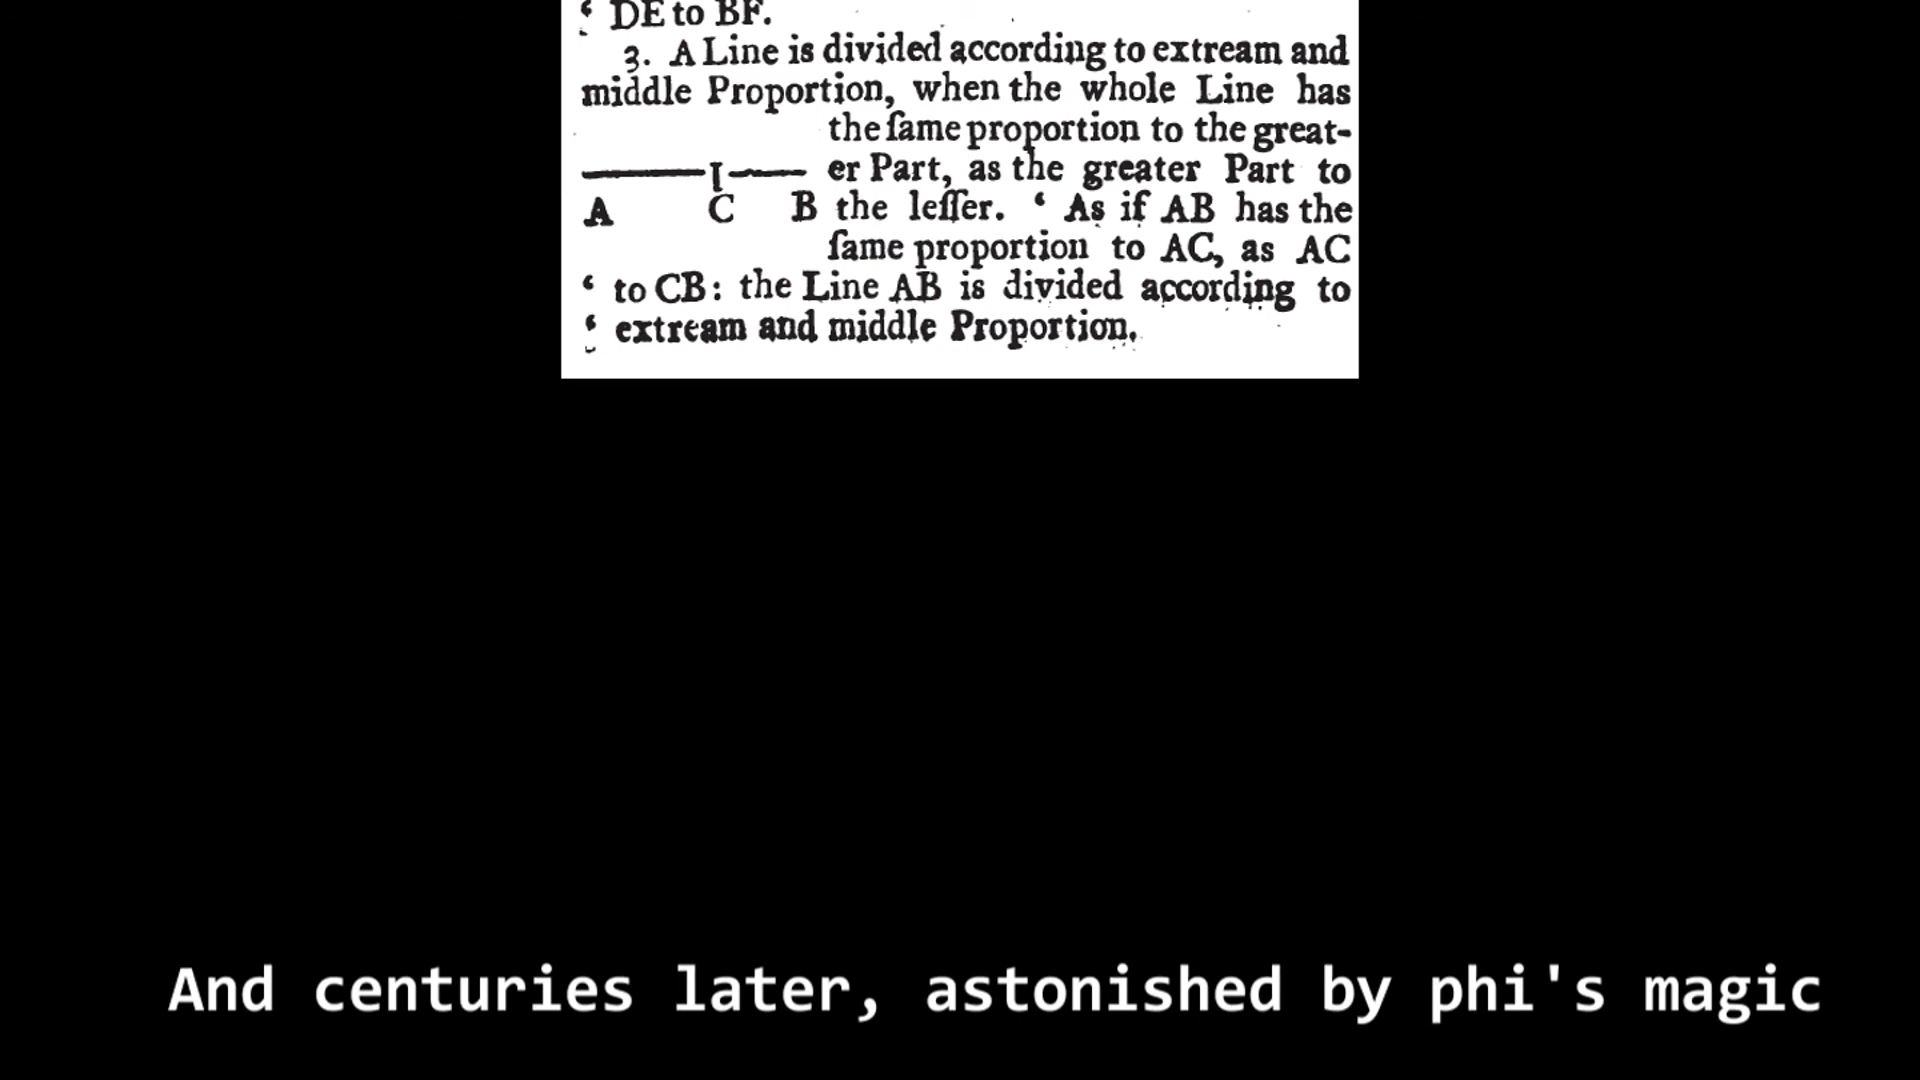 ‘ DE to BF.
3. A Line is divided according to extream and
middle Proportion, when the whole Line has
the ſame proportion to the great-
er Part, as the greater Part to
A C B the leſſer. ‘ As if AB has the
ſame proportion to AC, as AC
‘ to CB: the Line AB is divided according to
‘ extream and middle Proportion.
And centuries later, astonished by phi's magic